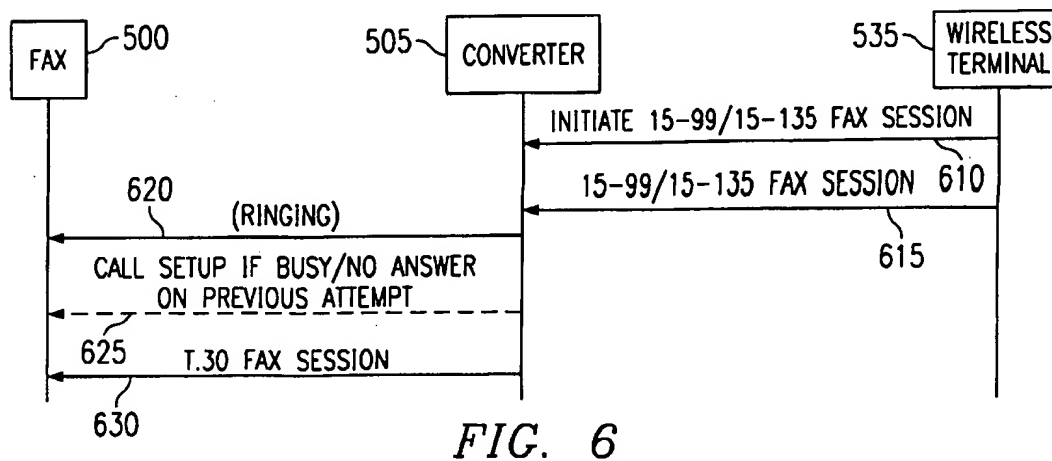 FAX
500
505
CONVERTER
535
WIRELESS
TERMINAL
INITIATE 15-99/15-135 FAX SESSION
610
15-99/15-135 FAX SESSION
615
620
(RINGING)
CALL SETUP IF BUSY/NO ANSWER
ON PREVIOUS ATTEMPT
625
T.30 FAX SESSION
630
FIG. 6